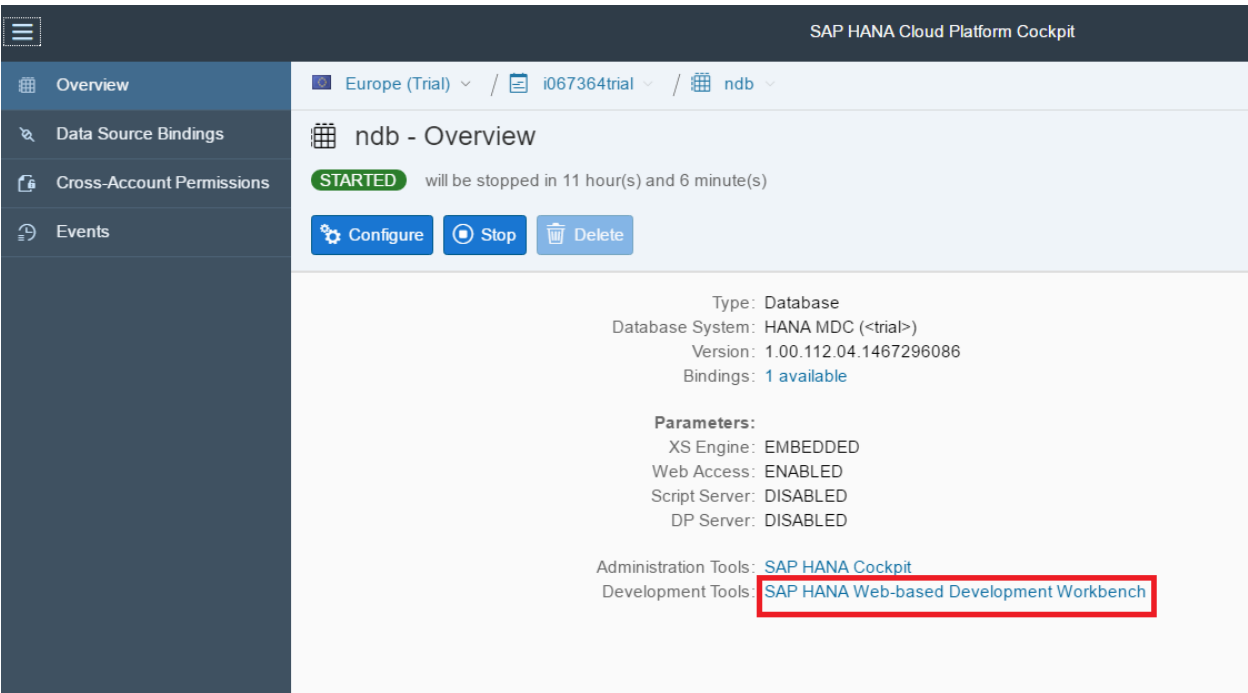 SAP HANA Cloud Platform Cockpit
Overview
Data Source Bindings
Cross-Account Permissions
Events
Europe (Trial) / i067364trial / ndb
ndb - Overview
STARTED will be stopped in 11 hour(s) and 6 minute(s)
Configure Stop Delete
Type: Database
Database System: HANA MDC (<trial>)
Version: 1.00.112.04.1467296086
Bindings: 1 available
Parameters:
XS Engine: EMBEDDED
Web Access: ENABLED
Script Server: DISABLED
DP Server: DISABLED
Administration Tools: SAP HANA Cockpit
Development Tools: SAP HANA Web-based Development Workbench